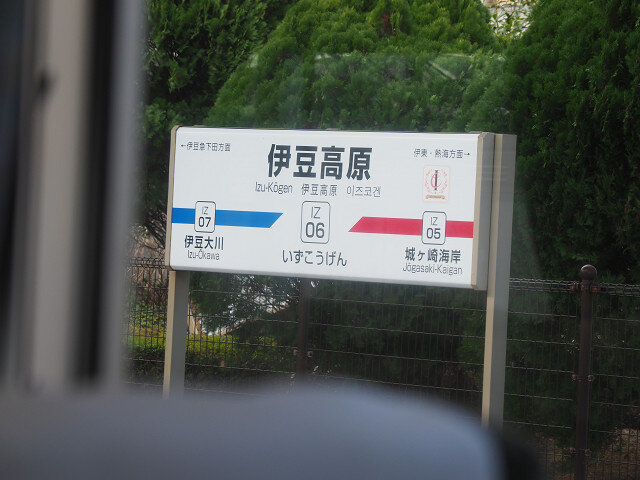 ←伊豆急下田方面
伊東・熱海方面→
伊豆高原
Izu-Kōgen 伊豆高原 이즈코겐
IZ
07
IZ
06
IZ
05
伊豆大川
Izu-Ōkawa
いずこうげん
城ヶ崎海岸
Jōgasaki-Kaigan